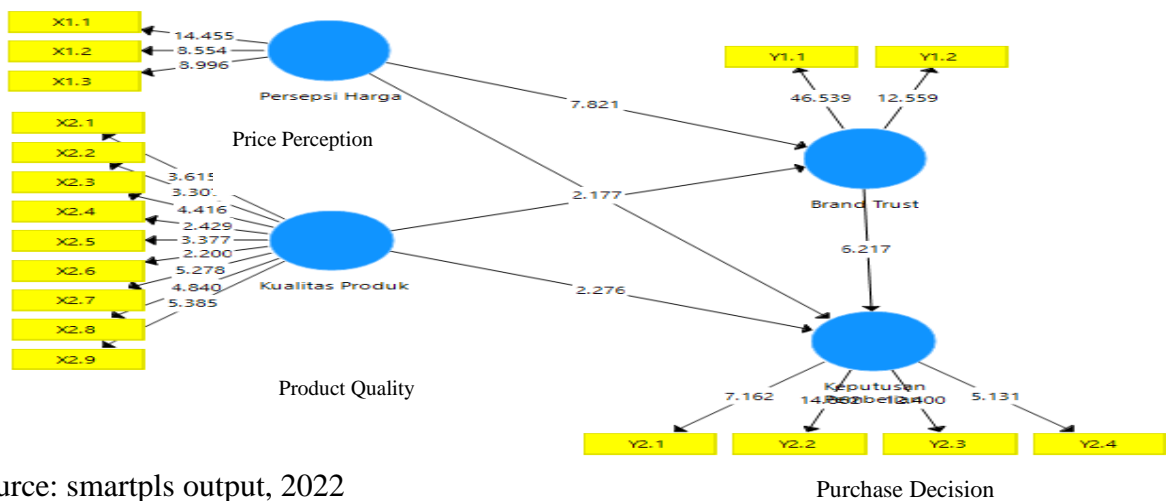 X1.1
X1.2
X1.3
14.455
8.554
8.996
Persepsi Harga
Price Perception
X2.1
X2.2
X2.3
X2.4
X2.5
X2.6
X2.7
X2.8
X2.9
3.615
4.416
2.429
3.377
2.200
5.278
4.840
5.385
Kualitas Produk
Product Quality
7.821
2.177
2.276
Y1.1
Y1.2
46.539
12.559
Brand Trust
6.217
Keputusan
Pembelian
7.162
5.131
Y2.1
Y2.2
Y2.3
Y2.4
urce: smartpls output, 2022
Purchase Decision